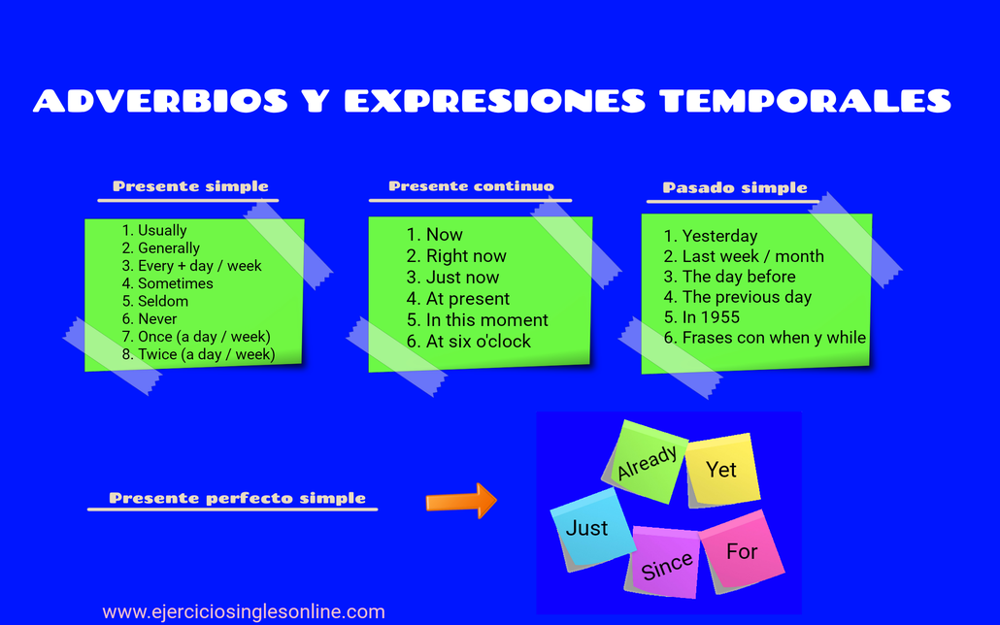 ADVERBIOS Y EXPRESIONES TEMPORALES
Presente simple
1. Usually
2. Generally
3. Every + day / week
4. Sometimes
5. Seldom
6. Never
7. Once (a day / week)
8. Twice (a day / week)
Presente continuo
1. Now
2. Right now
3. Just now
4. At present
5. In this moment
6. At six o'clock
Pasado simple
1. Yesterday
2. Last week / month
3. The day before
4. The previous day
5. In 1955
6. Frases con when y while
Presente perfecto simple
Already
Yet
Just
Since
For
www.ejerciciosinglesonline.com